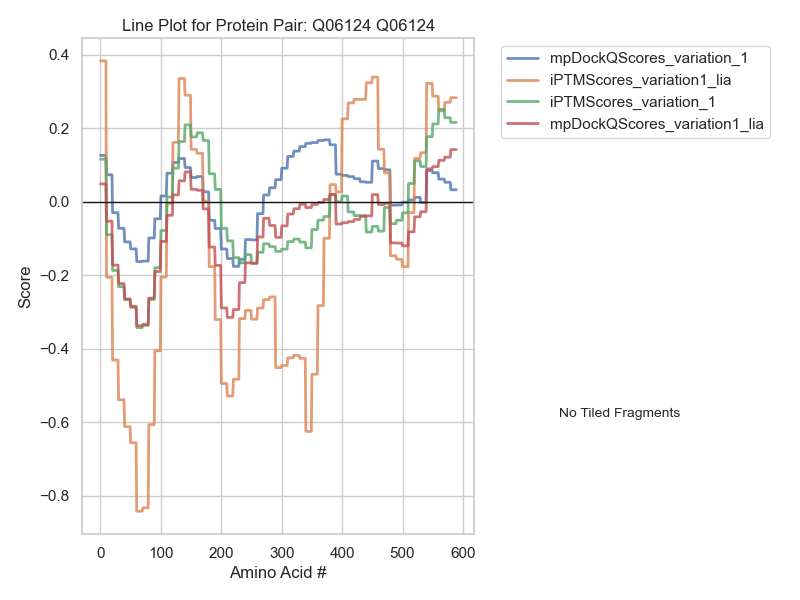 Line Plot for Protein Pair: Q06124 Q06124
0.4
0.2
0.0
−0.2
−0.4
−0.6
−0.8
Score
0 100 200 300 400 500 600
Amino Acid #
mpDockQScores_variation_1
iPTMScores_variation1_lia
iPTMScores_variation_1
mpDockQScores_variation1_lia
No Tiled Fragments